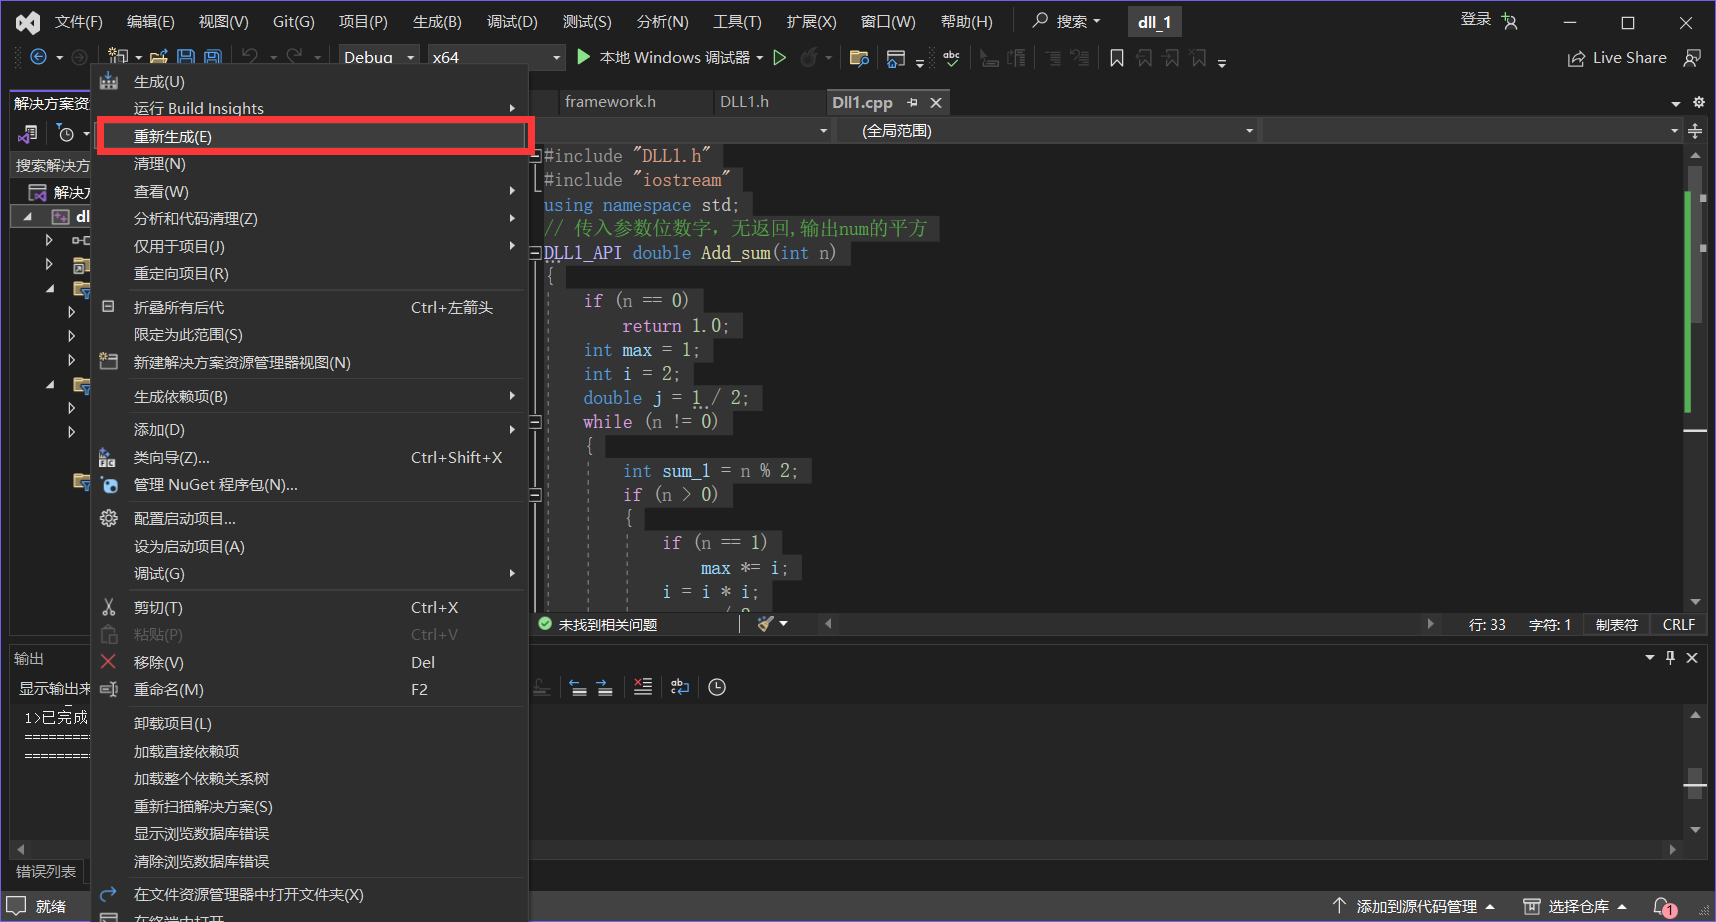 文件(F) 编辑(E) 视图(V) Git(G) 项目(P) 生成(B) 调试(D) 测试(S) 分析(N) 工具(T) 扩展(X) 窗口(W) 帮助(H) 搜索 dll_1 登录
Debug x64 本地 Windows 调试器 Live Share
解决方案资
搜索解决方
解决方
dl
生成(U)
运行 Build Insights
重新生成(E)
清理(N)
查看(W)
分析和代码清理(Z)
仅用于项目(J)
重定向项目(R)
折叠所有后代 Ctrl+左箭头
限定为此范围(S)
新建解决方案资源管理器视图(N)
生成依赖项(B)
添加(D)
类向导(Z)... Ctrl+Shift+X
管理 NuGet 程序包(N)...
配置启动项目...
设为启动项目(A)
调试(G)
剪切(T) Ctrl+X
粘贴(P) Ctrl+V
移除(V) Del
重命名(M) F2
卸载项目(L)
加载直接依赖项
加载整个依赖关系树
重新扫描解决方案(S)
显示浏览数据库错误
清除浏览数据库错误
在文件资源管理器中打开文件夹(X)
在终端中打开
framework.h DLL1.h Dll1.cpp
(全局范围)
#include "DLL1.h"
#include "iostream"
using namespace std;
// 传入参数位数字，无返回,输出num的平方
DLL1_API double Add_sum(int n)
{
if (n == 0)
return 1.0;
int max = 1;
int i = 2;
double j = 1 / 2;
while (n != 0)
{
int sum_1 = n % 2;
if (n > 0)
{
if (n == 1)
max *= i;
i = i * i;
未找到相关问题 行: 33 字符: 1 制表符 CRLF
输出
显示输出来
1>已完成
==========
==========
错误列表
就绪 添加到源代码管理 选择仓库 1